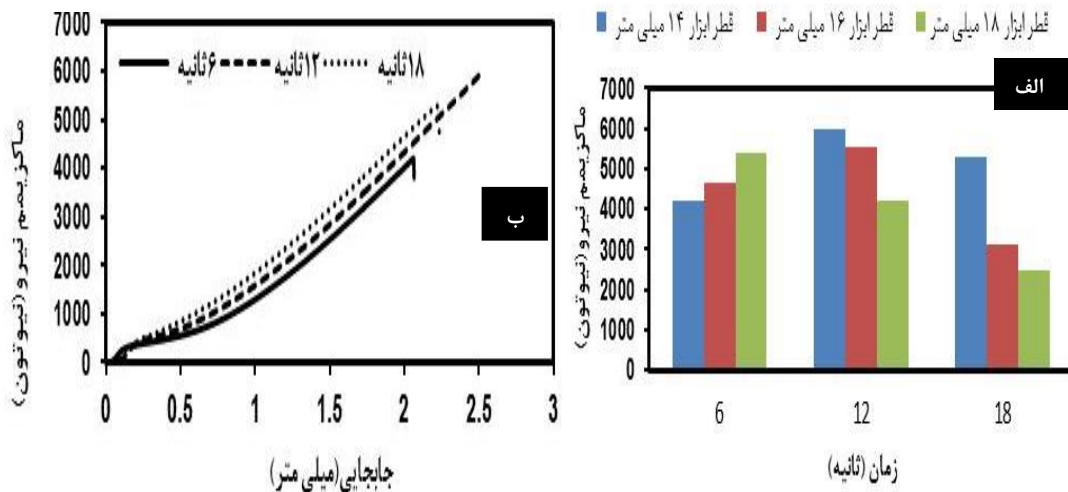 قطر ابزار ۱۴ میلی متر قطر ابزار ۱۶ میلی متر قطر ابزار ۱۸ میلی متر
الف
ماکزیمم نیرو (نیوتون)
7000
6000
5000
4000
3000
2000
1000
0
6 12 18
زمان (ثانیه)
۶ثانیه ۱۲ثانیه ۱۸ثانیه
ب
ماکزیمم نیرو (نیوتون)
7000
6000
5000
4000
3000
2000
1000
0
0 0.5 1 1.5 2 2.5 3
جابجایی(میلی متر)